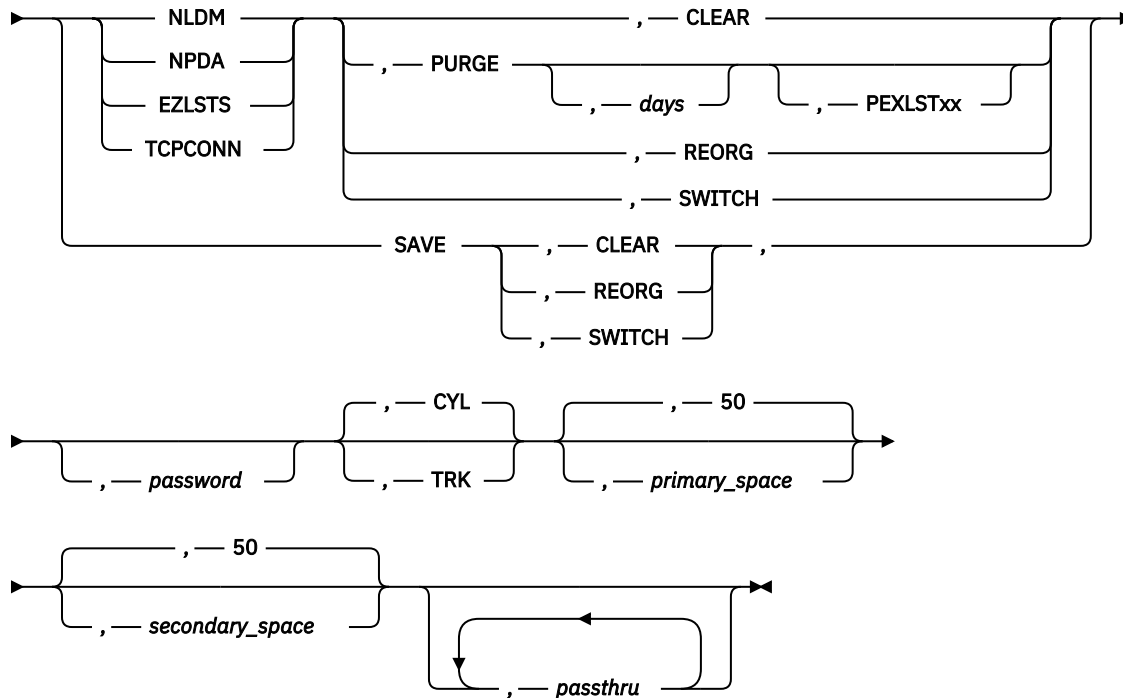 NLDM , CLEAR
NPDA , PURGE
EZLSTS , days , PEXLSTxx
TCPCONN , REORG
, SWITCH
SAVE , CLEAR ,
, REORG
, SWITCH
, CYL , 50
, password , TRK , primary_space
, 50
, secondary_space
, passthru